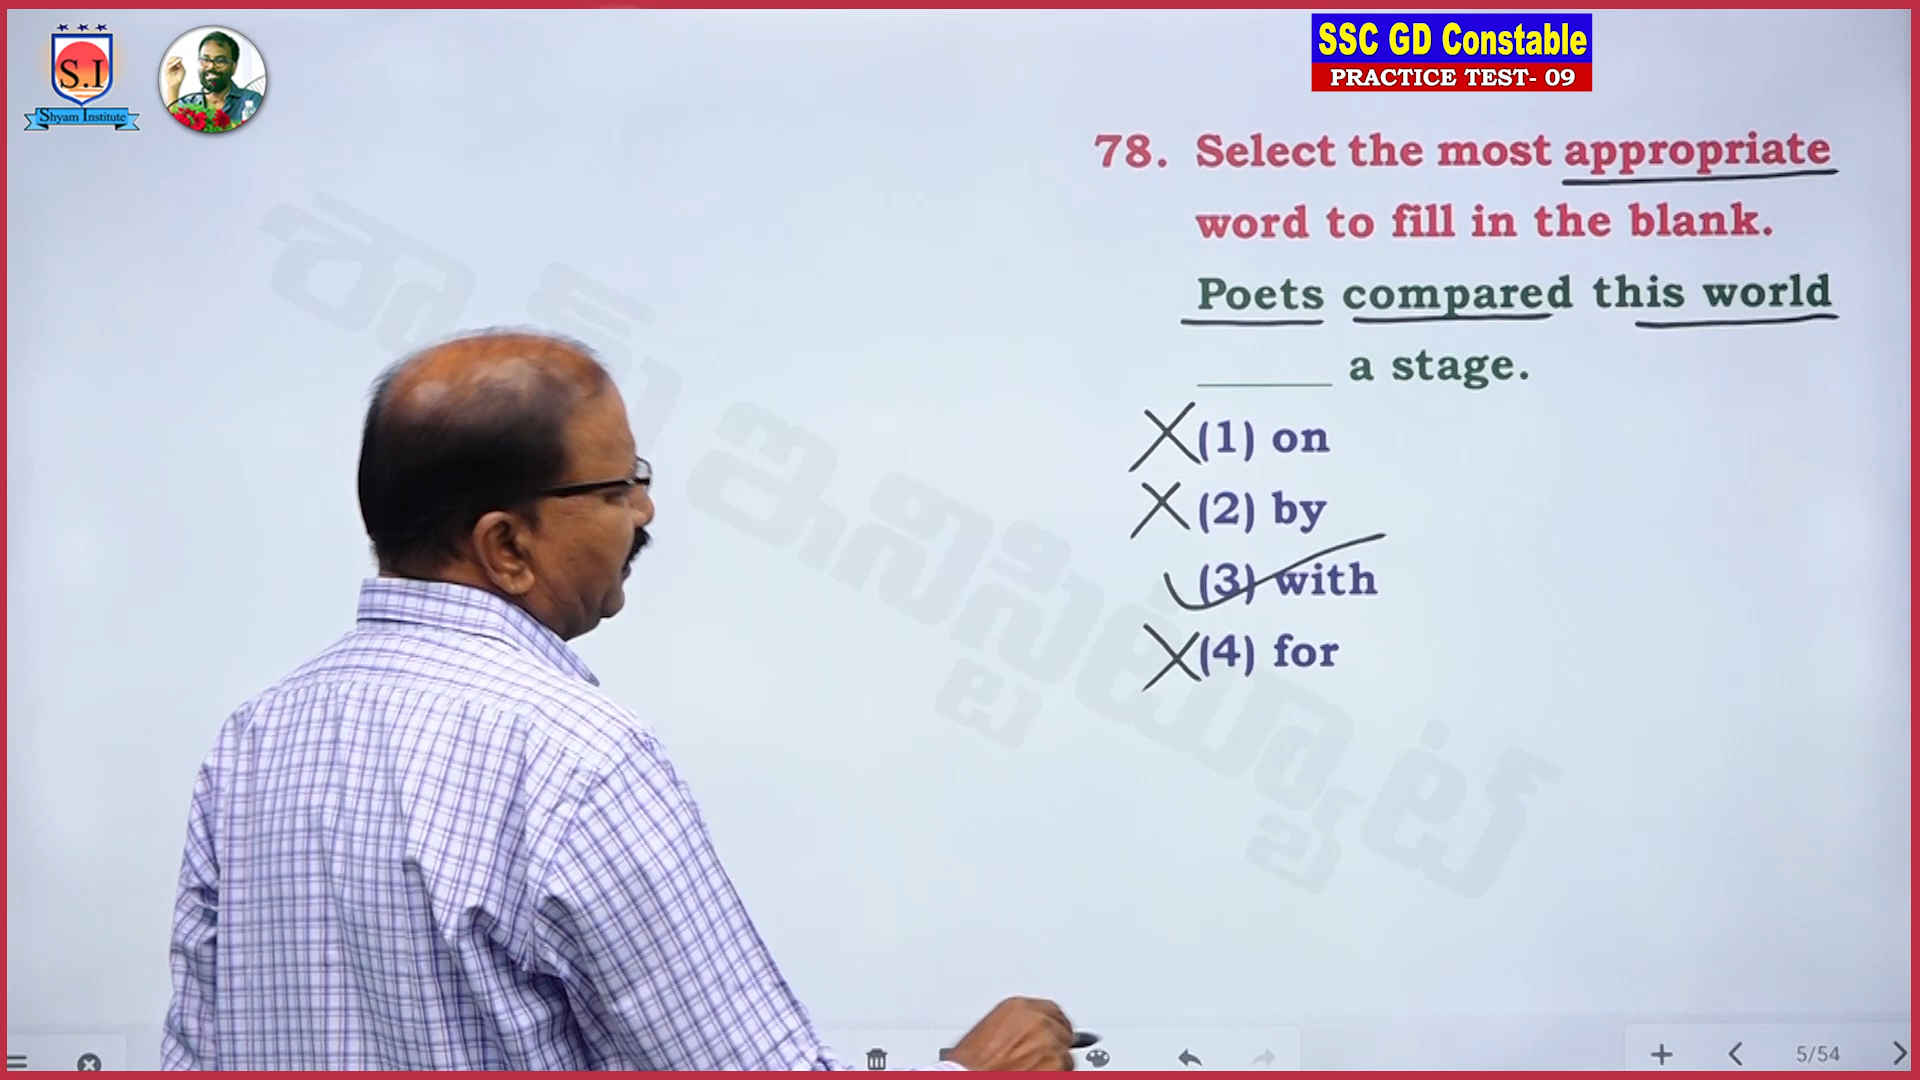 S.I
Shyam Institute
SSC GD Constable
PRACTICE TEST- 09
78. Select the most appropriate
word to fill in the blank.
Poets compared this world
______ a stage.
(1) on
(2) by
(3) with
(4) for
శ్యామ్ ఇన్‌స్టిట్యూట్
5/54